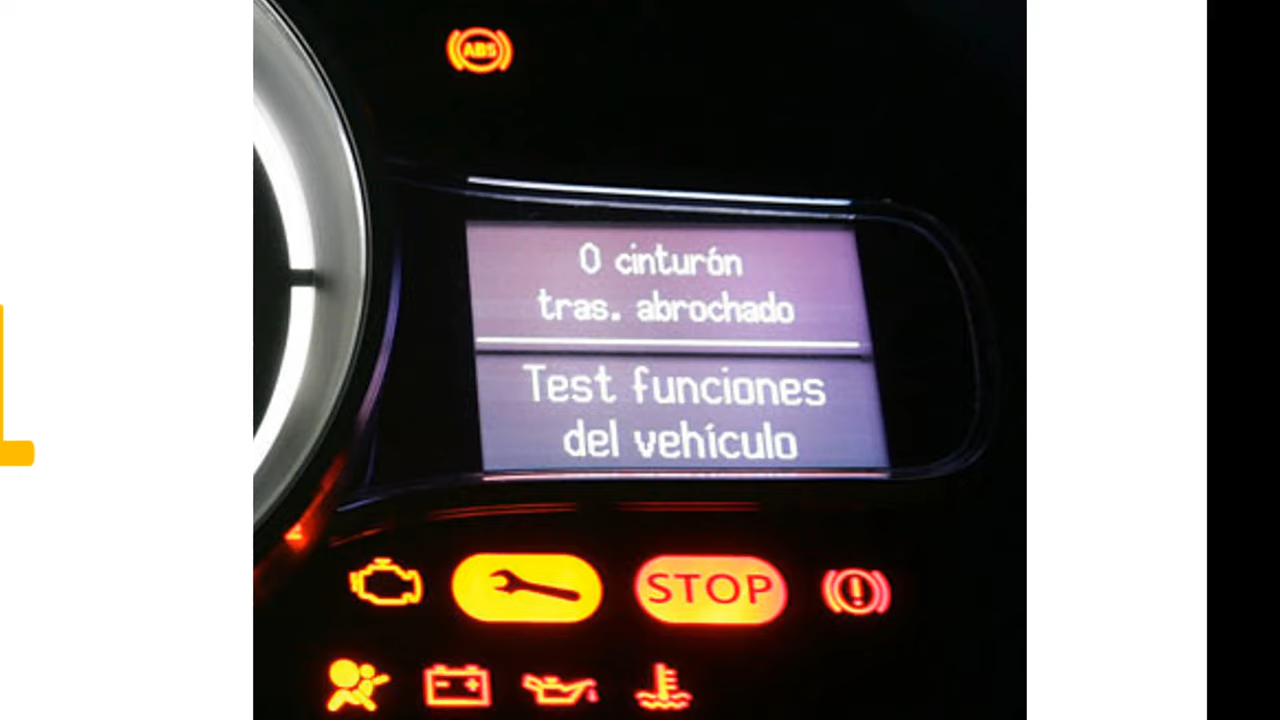 ABS
0 cinturón
tras. abrochado
Test funciones
del vehículo
STOP